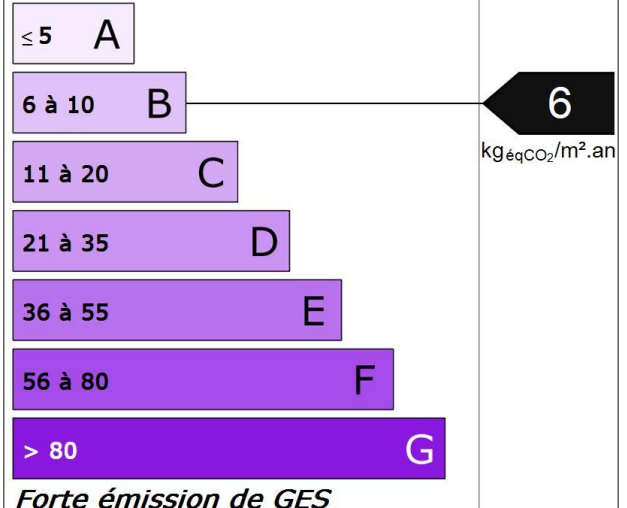 ≤ 5 A
6 à 10 B 6
kgéqCO₂/m².an
11 à 20 C
21 à 35 D
36 à 55 E
56 à 80 F
> 80 G
Forte émission de GES